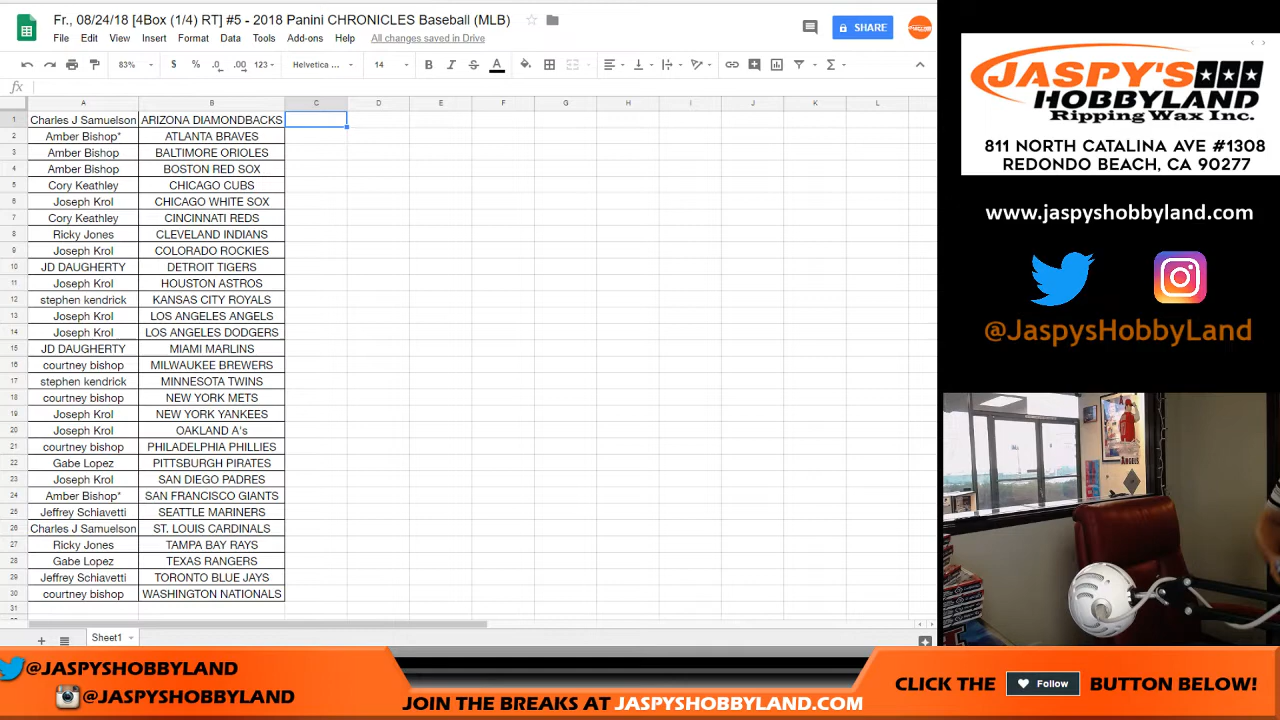 Fr., 08/24/18 [4Box (1/4) RT] #5 - 2018 Panini CHRONICLES Baseball (MLB)
SHARE
File Edit View Insert Format Data Tools Add-ons Help All changes saved in Drive
83% $ % .0 .00 123 Helvetica ... 14 B I S A
fx
A B C D E F G H I J K L
1 Charles J Samuelson ARIZONA DIAMONDBACKS
2 Amber Bishop* ATLANTA BRAVES
3 Amber Bishop BALTIMORE ORIOLES
4 Amber Bishop BOSTON RED SOX
5 Cory Keathley CHICAGO CUBS
6 Joseph Krol CHICAGO WHITE SOX
7 Cory Keathley CINCINNATI REDS
8 Ricky Jones CLEVELAND INDIANS
9 Joseph Krol COLORADO ROCKIES
10 JD DAUGHERTY DETROIT TIGERS
11 Joseph Krol HOUSTON ASTROS
12 stephen kendrick KANSAS CITY ROYALS
13 Joseph Krol LOS ANGELES ANGELS
14 Joseph Krol LOS ANGELES DODGERS
15 JD DAUGHERTY MIAMI MARLINS
16 courtney bishop MILWAUKEE BREWERS
17 stephen kendrick MINNESOTA TWINS
18 courtney bishop NEW YORK METS
19 Joseph Krol NEW YORK YANKEES
20 Joseph Krol OAKLAND A's
21 courtney bishop PHILADELPHIA PHILLIES
22 Gabe Lopez PITTSBURGH PIRATES
23 Joseph Krol SAN DIEGO PADRES
24 Amber Bishop* SAN FRANCISCO GIANTS
25 Jeffrey Schiavetti SEATTLE MARINERS
26 Charles J Samuelson ST. LOUIS CARDINALS
27 Ricky Jones TAMPA BAY RAYS
28 Gabe Lopez TEXAS RANGERS
29 Jeffrey Schiavetti TORONTO BLUE JAYS
30 courtney bishop WASHINGTON NATIONALS
31
Sheet1
JASPY'S
HOBBYLAND
Ripping Wax Inc.
811 NORTH CATALINA AVE #1308
REDONDO BEACH, CA 90277
www.jaspyshobbyland.com
@JaspysHobbyLand
ANGELS
@JASPYSHOBBYLAND
@JASPYSHOBBYLAND
JOIN THE BREAKS AT JASPYSHOBBYLAND.COM
CLICK THE Follow BUTTON BELOW!